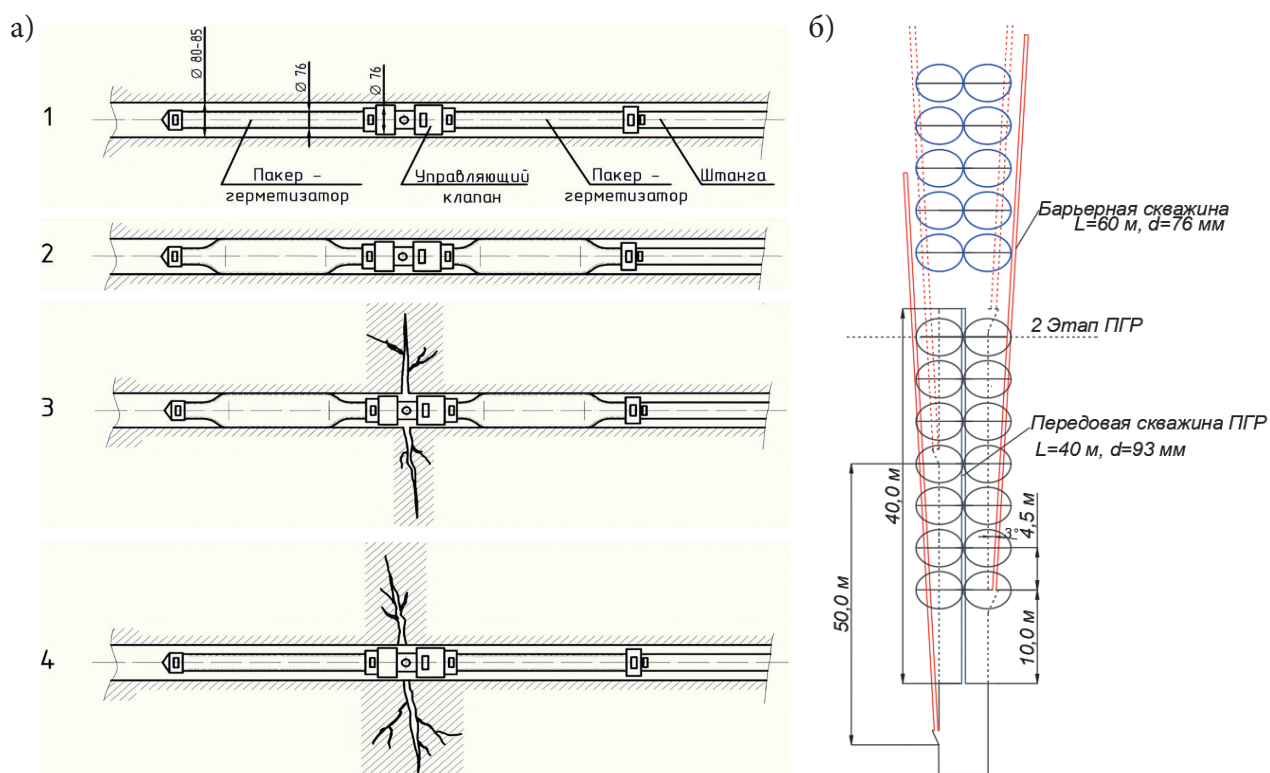 а)
Ø 80-85
Ø 76
Ø 76
1
Пакер –
герметизатор
Управляющий
клапан
Пакер –
герметизатор
Штанга
2
3
4
б)
Барьерная скважина
L=60 м, d=76 мм
2 Этап ПГР
Передовая скважина ПГР
L=40 м, d=93 мм
40,0 м
4,5 м
3°
50,0 м
10,0 м